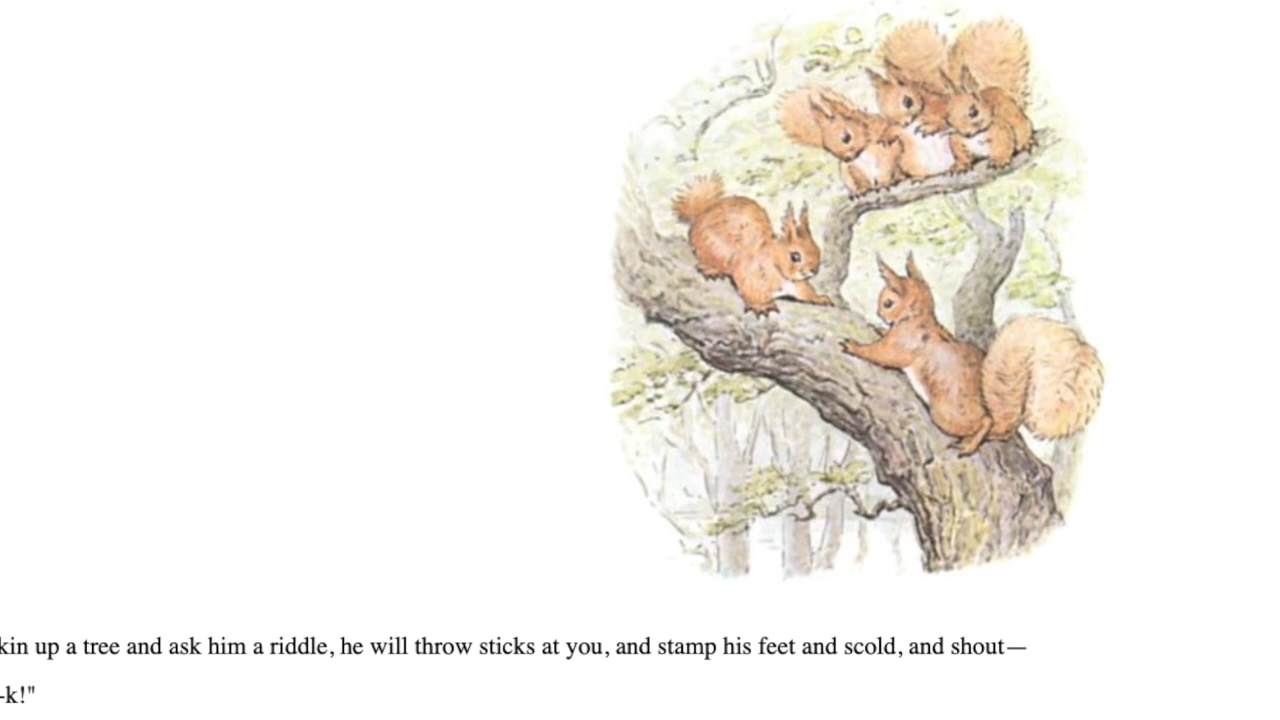 kin up a tree and ask him a riddle, he will throw sticks at you, and stamp his feet and scold, and shout—
-k!"